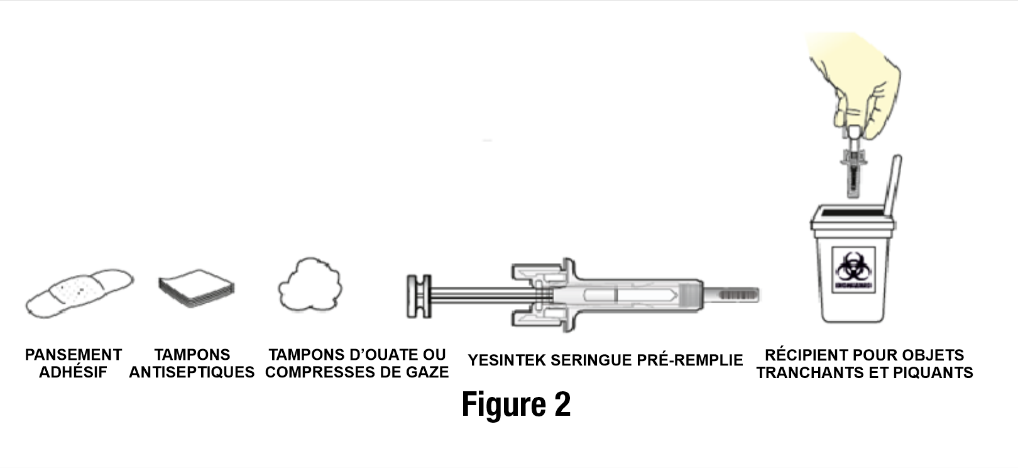 PANSEMENT
ADHÉSIF
TAMPONS
ANTISEPTIQUES
TAMPONS D'OUATE OU
COMPRESSES DE GAZE
YESINTEK SERINGUE PRÉ-REMPLIE
RÉCIPIENT POUR OBJETS
TRANCHANTS ET PIQUANTS
Figure 2